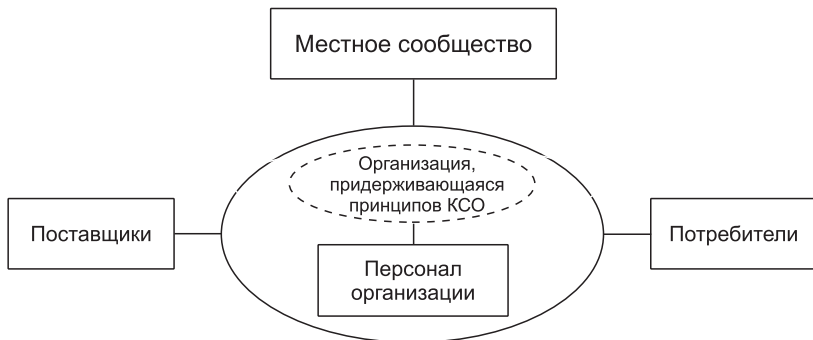 Местное сообщество
Организация,
придерживающаяся
принципов КСО
Поставщики
Потребители
Персонал
организации